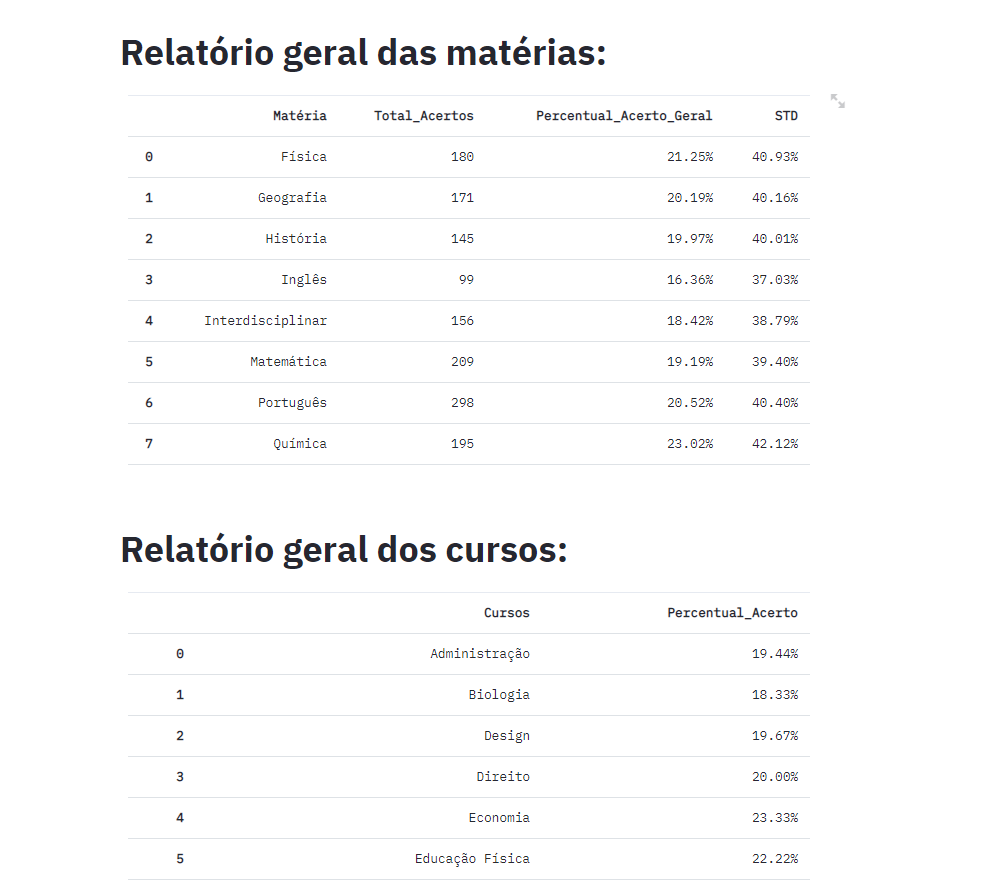 Relatório geral das matérias:
Matéria Total_Acertos Percentual_Acerto_Geral STD
0 Física 180 21.25% 40.93%
1 Geografia 171 20.19% 40.16%
2 História 145 19.97% 40.01%
3 Inglês 99 16.36% 37.03%
4 Interdisciplinar 156 18.42% 38.79%
5 Matemática 209 19.19% 39.40%
6 Português 298 20.52% 40.40%
7 Química 195 23.02% 42.12%
Relatório geral dos cursos:
Cursos Percentual_Acerto
0 Administração 19.44%
1 Biologia 18.33%
2 Design 19.67%
3 Direito 20.00%
4 Economia 23.33%
5 Educação Física 22.22%